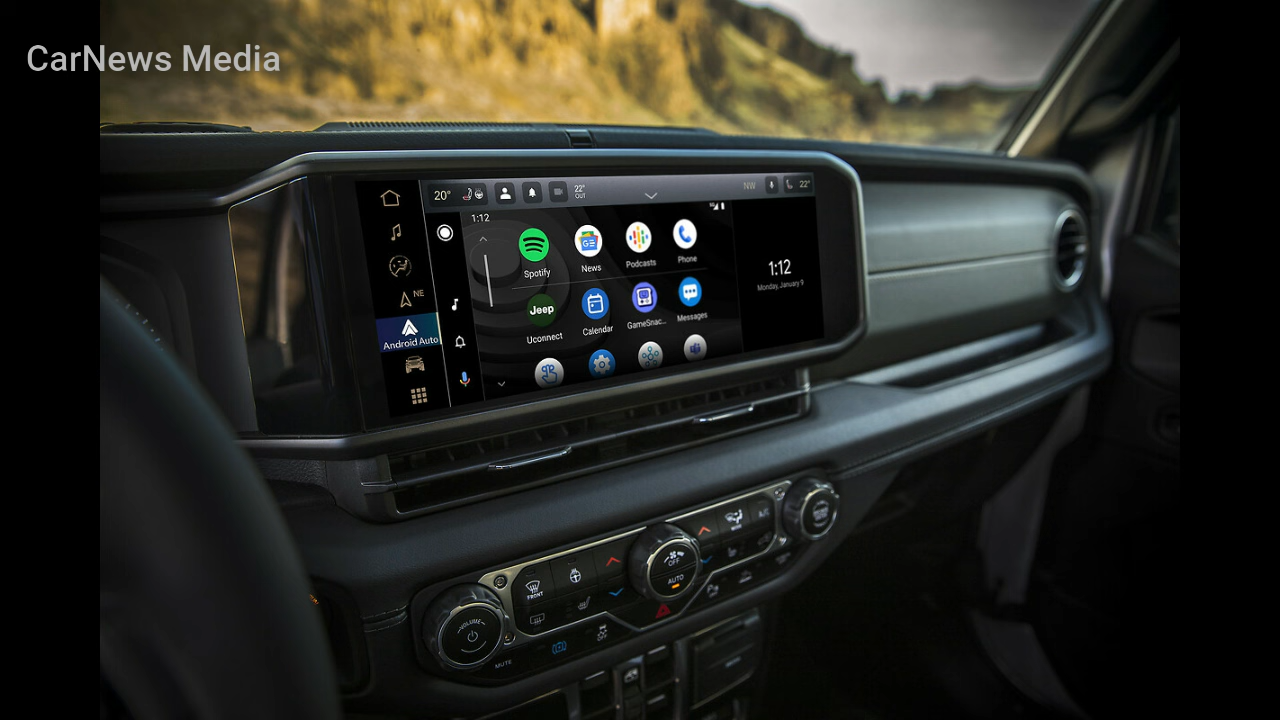 CarNews Media
20°
22°
OUT
NW
22°
1:12
Spotify
News
Podcasts
Phone
NE
Android Auto
Jeep
Uconnect
Calendar
GameSnac...
Messages
1:12
Monday, January 9
OFF
AUTO
FRONT
MODE
A/C
VOLUME
MUTE